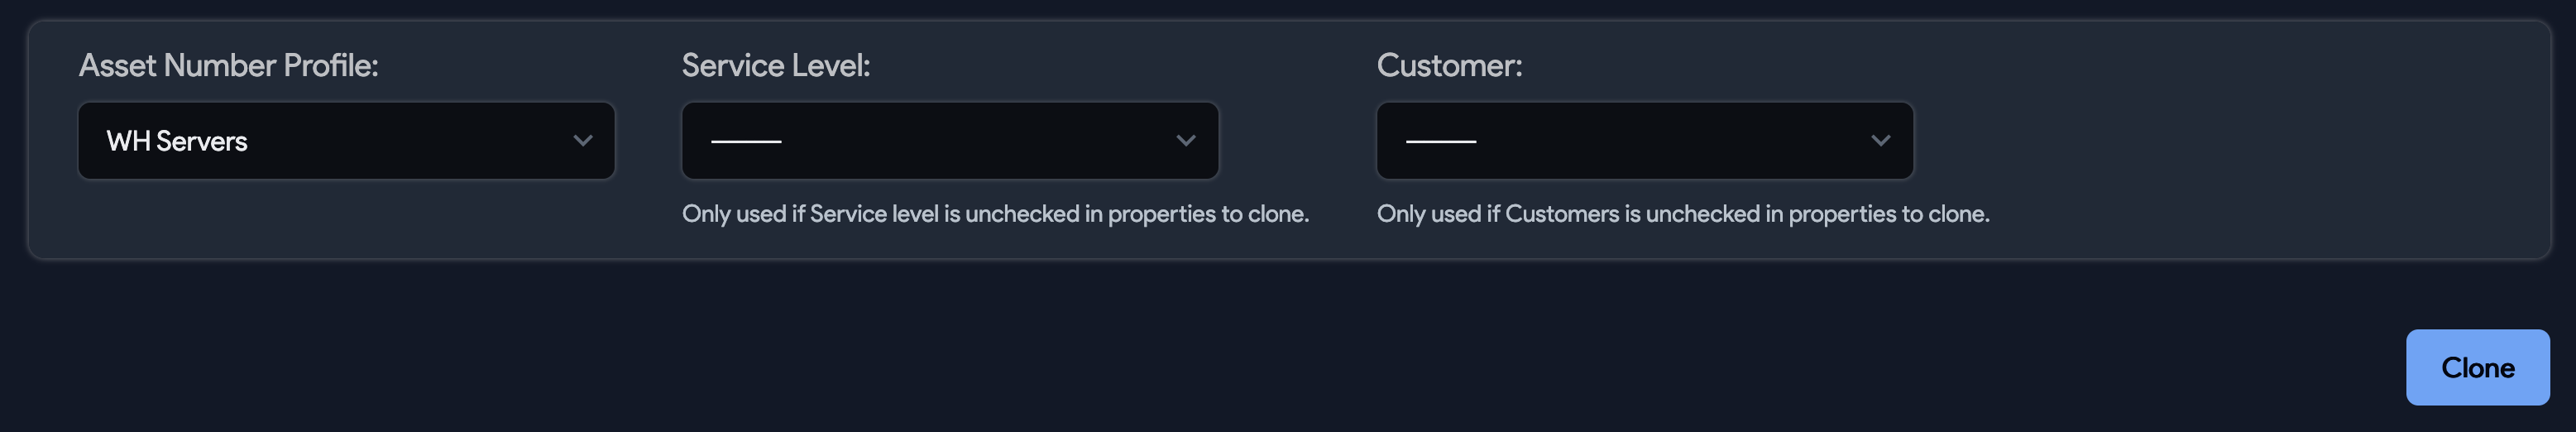 Asset Number Profile:
Service Level:
Customer:
WH Servers
---------
---------
Only used if Service level is unchecked in properties to clone.
Only used if Customers is unchecked in properties to clone.
Clone